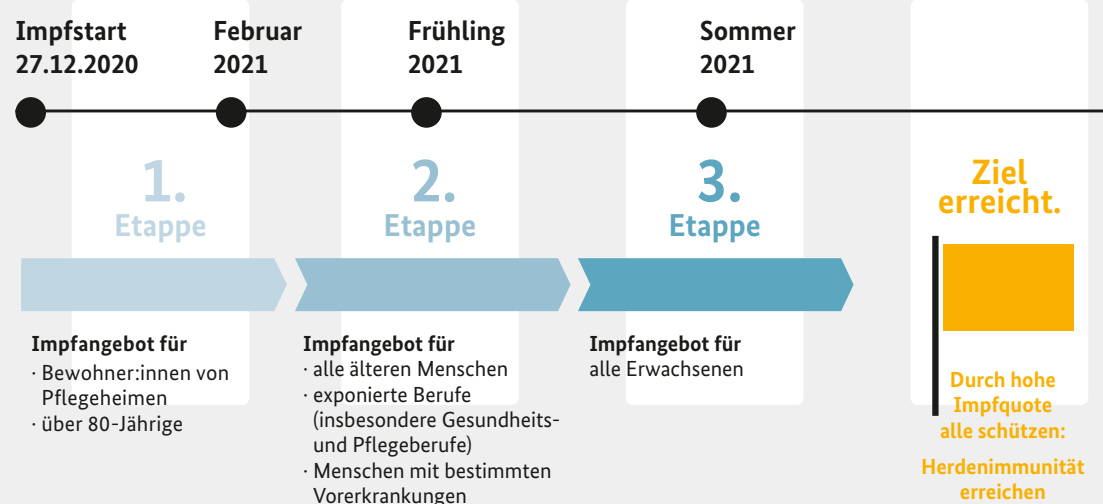 Impfstart
27.12.2020
Februar
2021
Frühling
2021
Sommer
2021
1.
Etappe
2.
Etappe
3.
Etappe
Ziel
erreicht.
Impfangebot für
· Bewohner:innen von
Pflegeheimen
· über 80-Jährige
Impfangebot für
· alle älteren Menschen
· exponierte Berufe
(insbesondere Gesundheits-
und Pflegeberufe)
· Menschen mit bestimmten
Vorerkrankungen
Impfangebot für
alle Erwachsenen
Durch hohe
Impfquote
alle schützen:
Herdenimmunität
erreichen